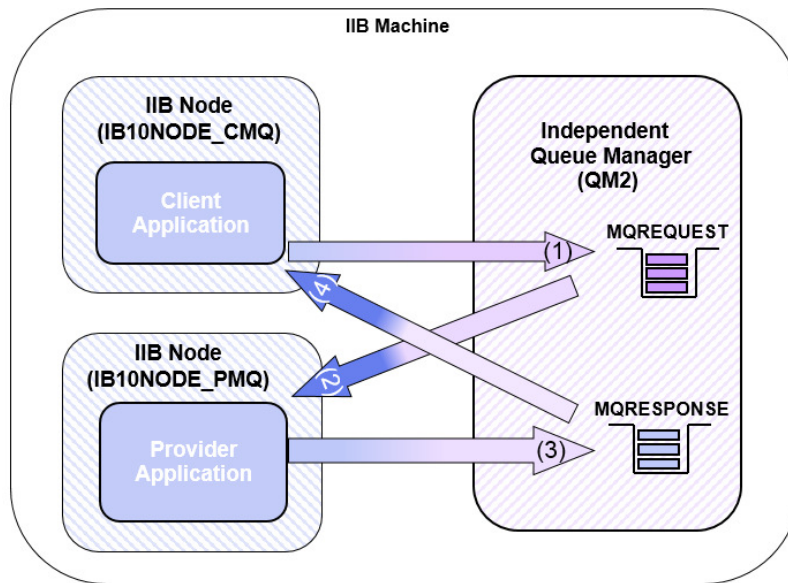 IIB Machine
IIB Node
(IB10NODE_CMQ)
Client
Application
Independent
Queue Manager
(QM2)
MQREQUEST
(1)
(4)
IIB Node
(IB10NODE_PMQ)
(2)
MQRESPONSE
Provider
Application
(3)